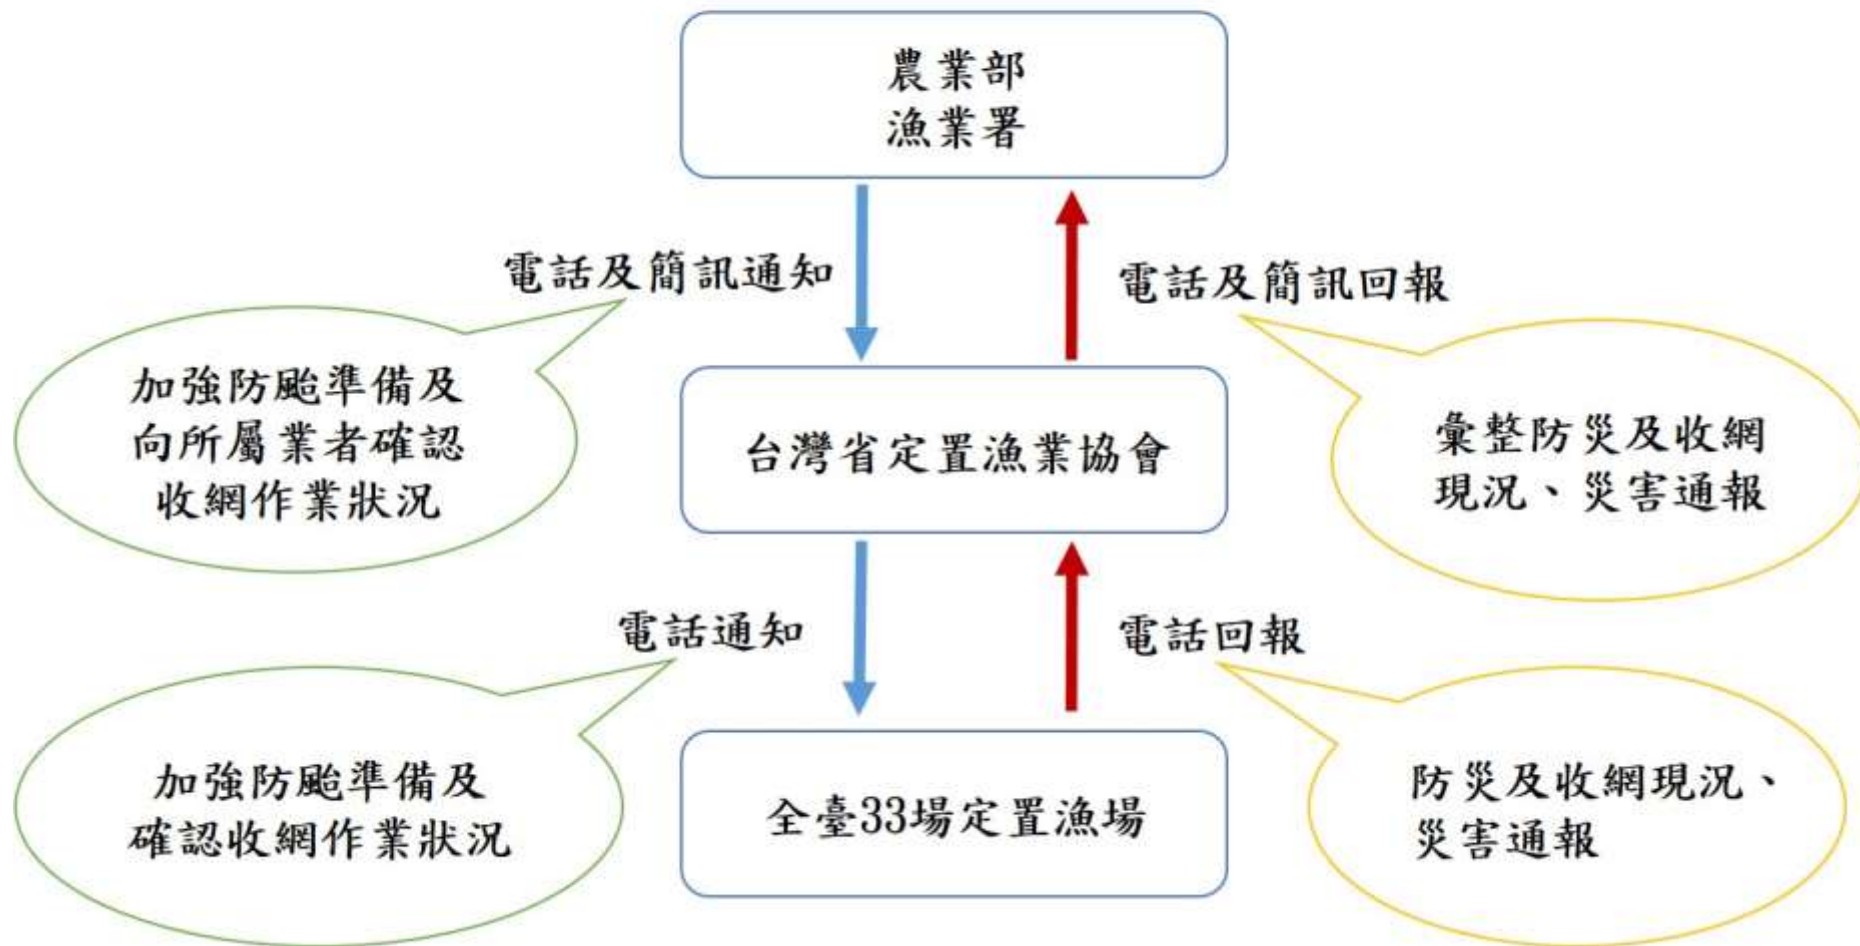 農業部
漁業署
電話及簡訊通知
電話及簡訊回報
加強防颱準備及
向所屬業者確認
收網作業狀況
台灣省定置漁業協會
彙整防災及收網
現況、災害通報
電話通知
電話回報
加強防颱準備及
確認收網作業狀況
全臺33場定置漁場
防災及收網現況、
災害通報